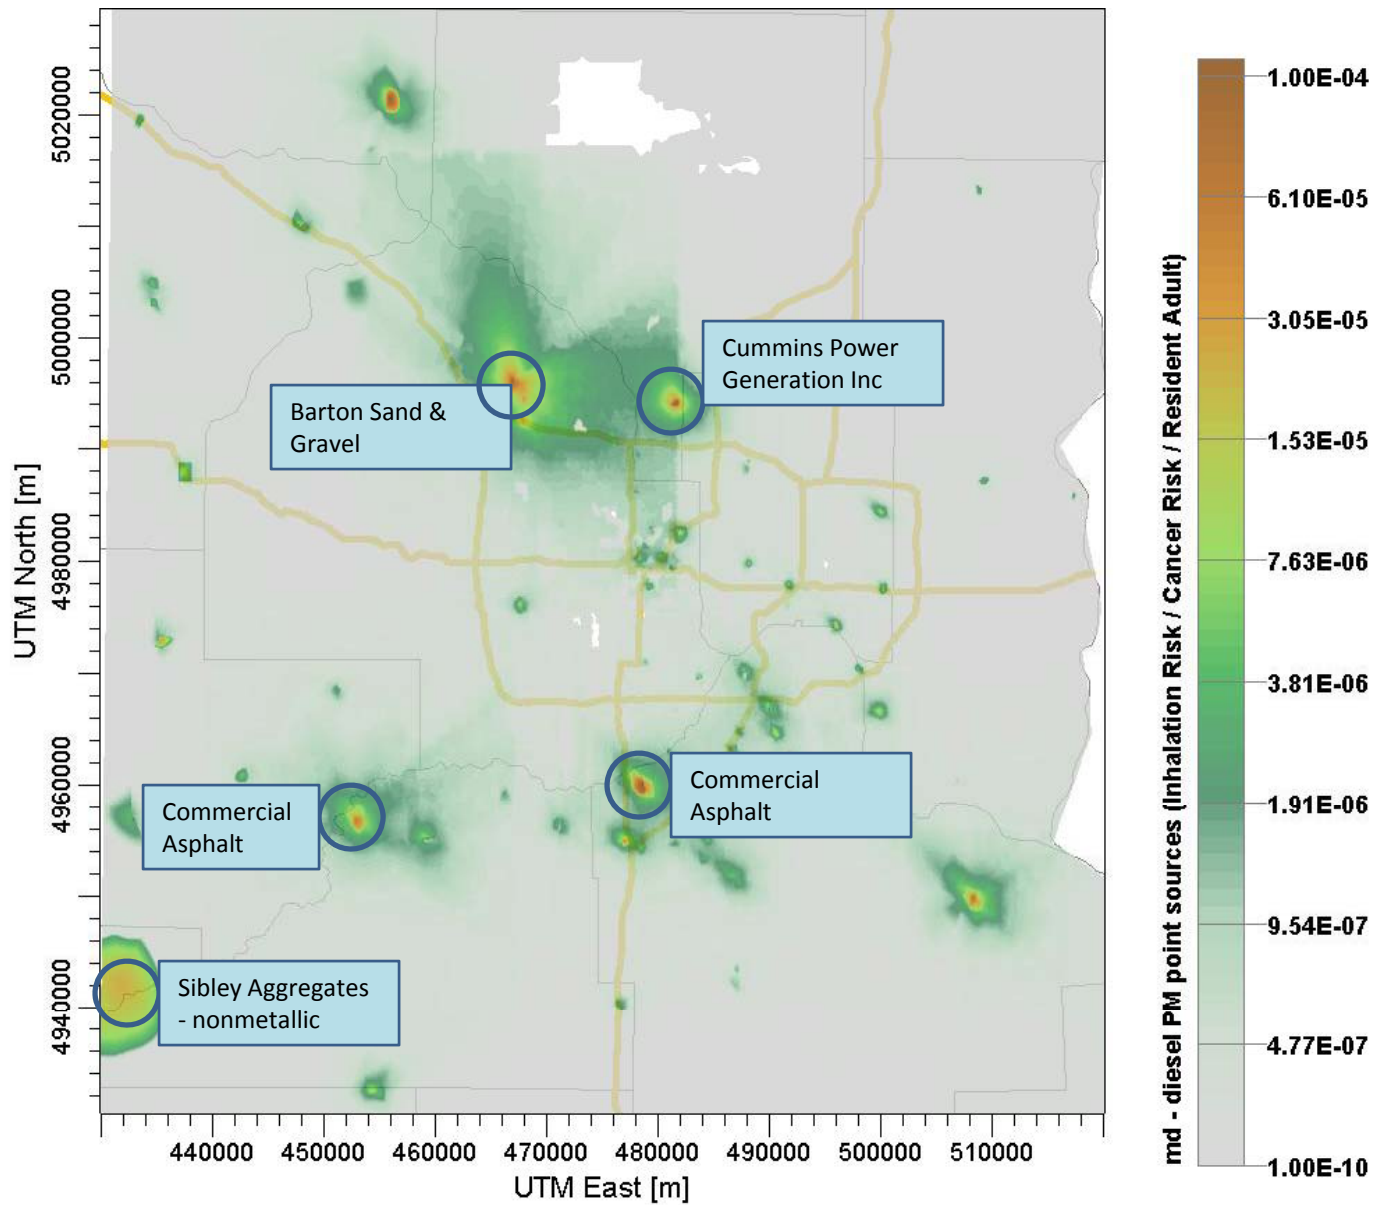 1.00E-04
5020000
6.10E-05
3.05E-05
5000000
Cummins Power
Generation Inc
Barton Sand &
Gravel
1.53E-05
UTM North [m]
4980000
7.63E-06
3.81E-06
4960000
Commercial
Asphalt
Commercial
Asphalt
1.91E-06
9.54E-07
4940000
Sibley Aggregates
- nonmetallic
4.77E-07
1.00E-10
440000 450000 460000 470000 480000 490000 500000 510000
UTM East [m]
md - diesel PM point sources (Inhalation Risk / Cancer Risk / Resident Adult)